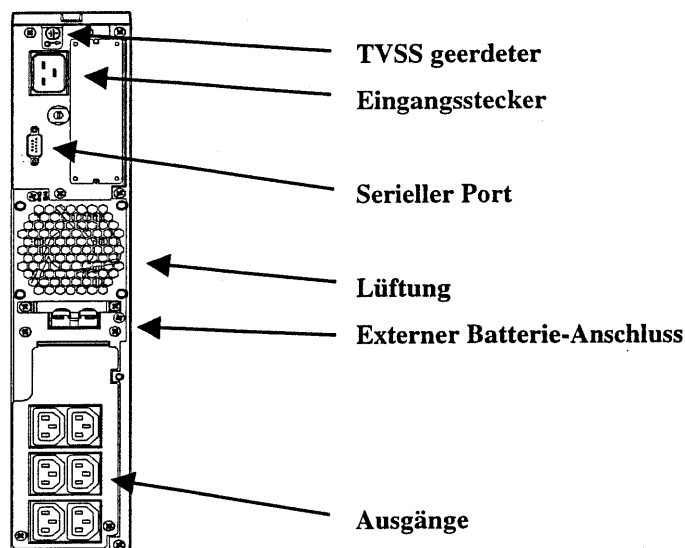 TVSS geerdeter
Eingangsstecker
Serieller Port
Lüftung
Externer Batterie-Anschluss
Ausgänge